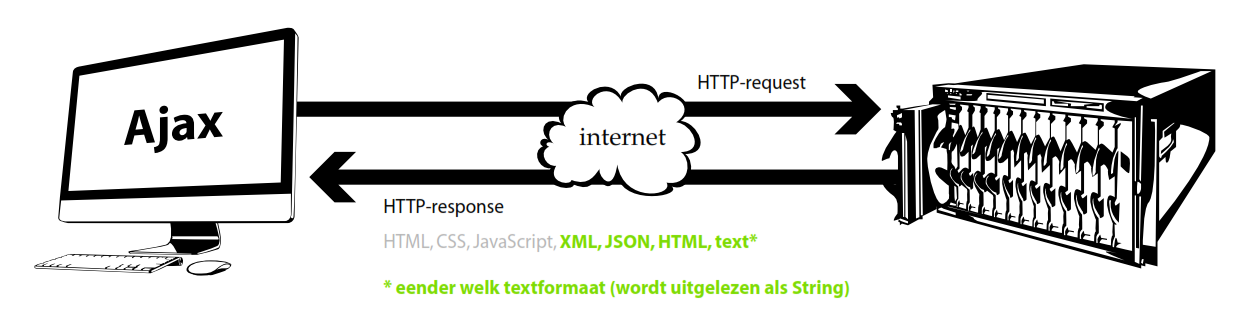 Ajax
HTTP-request
internet
HTTP-response
HTML, CSS, JavaScript, XML, JSON, HTML, text*
* eender welk textformaat (wordt uitgelezen als String)